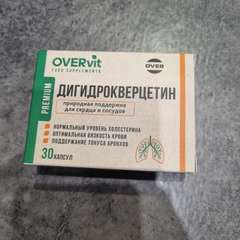 OVERvit
FOOD SUPPLEMENTS
OVER
PREMIUM
ДИГИДРОКВЕРЦЕТИН
природная поддержка
для сердца и сосудов
НОРМАЛЬНЫЙ УРОВЕНЬ ХОЛЕСТЕРИНА
ОПТИМАЛЬНАЯ ВЯЗКОСТЬ КРОВИ
ПОДДЕРЖАНИЕ ТОНУСА БРОНХОВ
30 КАПСУЛ